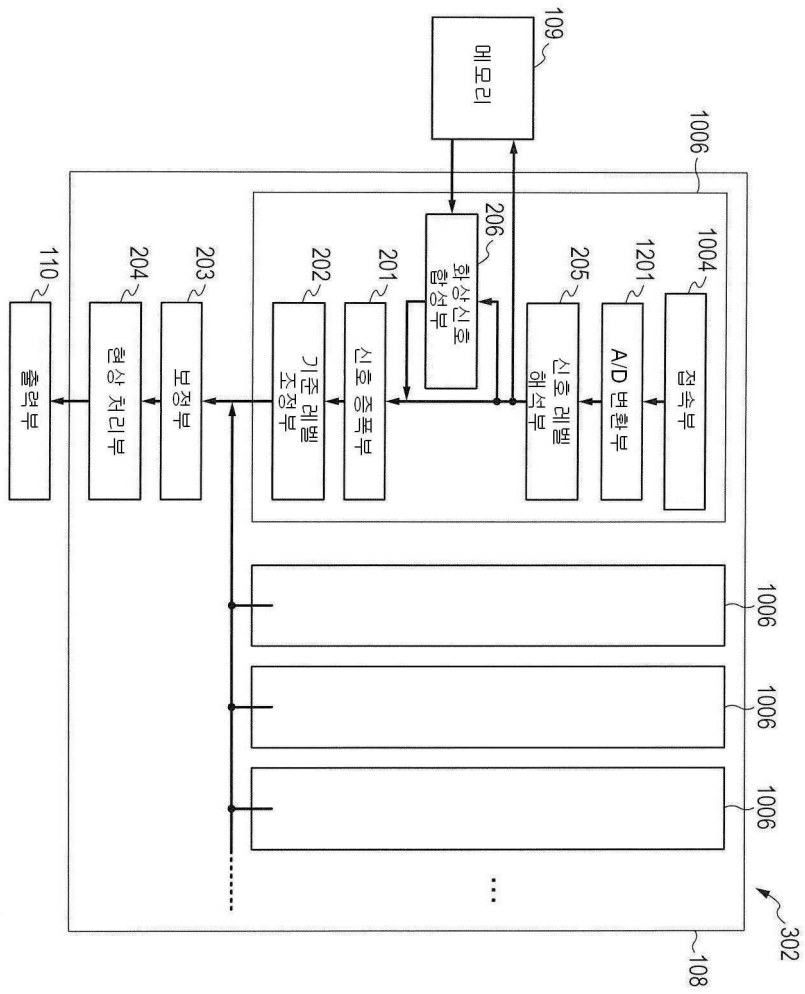 302
1006
1006
1006
108
1006
1004
접속부
1201
A/D 변환부
205
신호 레벨
해석부
109
메모리
206
화상신호
합성부
201
신호 증폭부
202
기준 레벨
조정부
203
보정부
204
현상 처리부
110
출력부
...